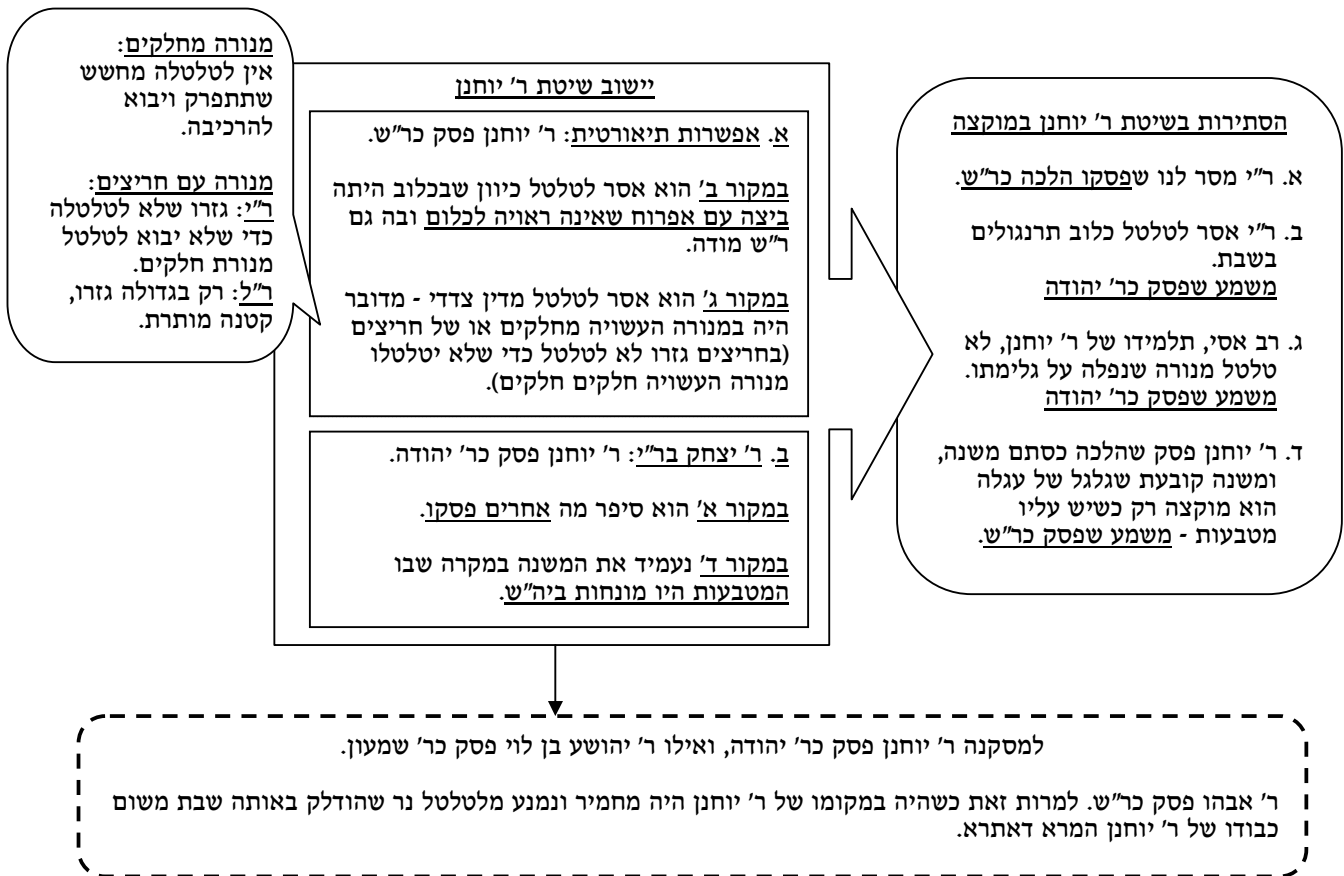 הסתירות בשיטת ר' יוחנן במוקצה
א. ר"י מסר לנו שפסקו הלכה כר"ש.
ב. ר"י אסר לטלטל כלוב תרנגולים
בשבת.
משמע שפסק כר' יהודה
ג. רב אסי, תלמידו של ר' יוחנן, לא
טלטל מנורה שנפלה על גלימתו.
משמע שפסק כר' יהודה
ד. ר' יוחנן פסק שהלכה כסתם משנה,
ומשנה קובעת שגלגל של עגלה
הוא מוקצה רק כשיש עליו
מטבעות - משמע שפסק כר"ש.
יישוב שיטת ר' יוחנן
א. אפשרות תיאורטית: ר' יוחנן פסק כר"ש.
במקור ב' הוא אסר לטלטל כיוון שבכלוב היתה
ביצה עם אפרוח שאינה ראויה לכלום ובה גם
ר"ש מודה.
במקור ג' הוא אסר לטלטל מדין צדדי - מדובר
היה במנורה העשויה מחלקים או של חריצים
(בחריצים גזרו לא לטלטל כדי שלא יטלטלו
מנורה העשויה חלקים חלקים).
ב. ר' יצחק בר"י: ר' יוחנן פסק כר' יהודה.
במקור א' הוא סיפר מה אחרים פסקו.
במקור ד' נעמיד את המשנה במקרה שבו
המטבעות היו מונחות ביה"ש.
מנורה מחלקים:
אין לטלטלה מחשש
שתתפרק ויבוא
להרכיבה.
מנורה עם חריצים:
ר"י: גזרו שלא לטלטלה
כדי שלא יבוא לטלטל
מנורת חלקים.
ר"ל: רק בגדולה גזרו,
קטנה מותרת.
למסקנה ר' יוחנן פסק כר' יהודה, ואילו ר' יהושע בן לוי פסק כר' שמעון.
ר' אבהו פסק כר"ש. למרות זאת כשהיה במקומו של ר' יוחנן היה מחמיר ונמנע מלטלטל נר שהודלק באותה שבת משום
כבודו של ר' יוחנן המרא דאתרא.